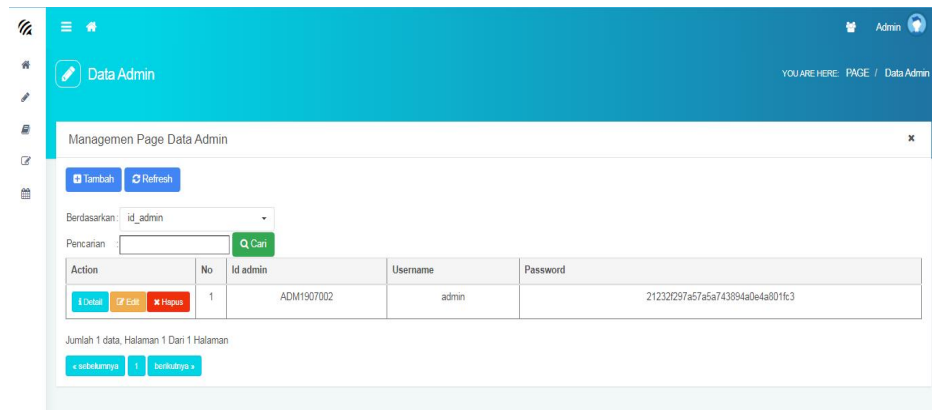 Admin
Data Admin
YOU ARE HERE: PAGE / Data Admin
Managemen Page Data Admin
×
Tambah Refresh
Berdasarkan : id_admin
Pencarian : Cari
Action No Id admin Username Password
Detail Edit Hapus 1 ADM1907002 admin 21232f297a57a5a743894a0e4a801fc3
Jumlah 1 data, Halaman 1 Dari 1 Halaman
« sebelumnya 1 berikutnya »